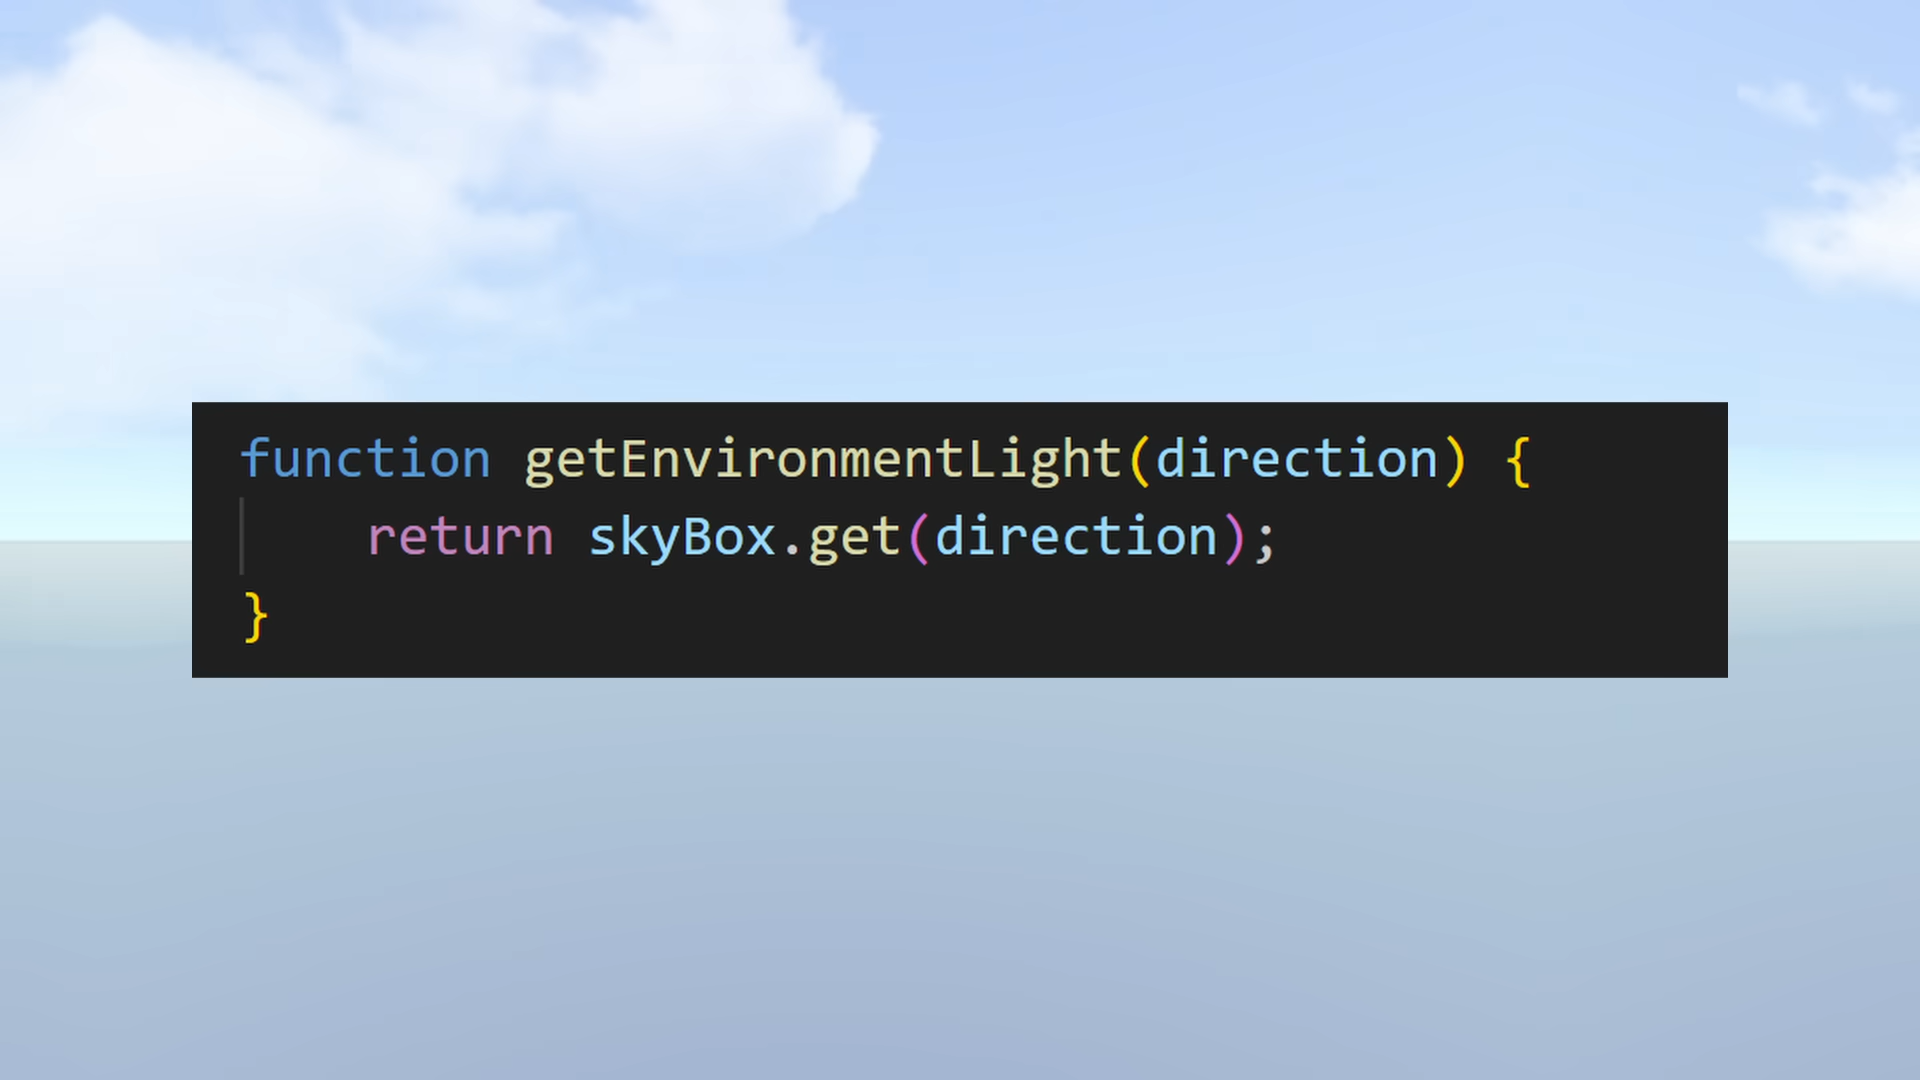 function getEnvironmentLight(direction) {
    return skyBox.get(direction);
}